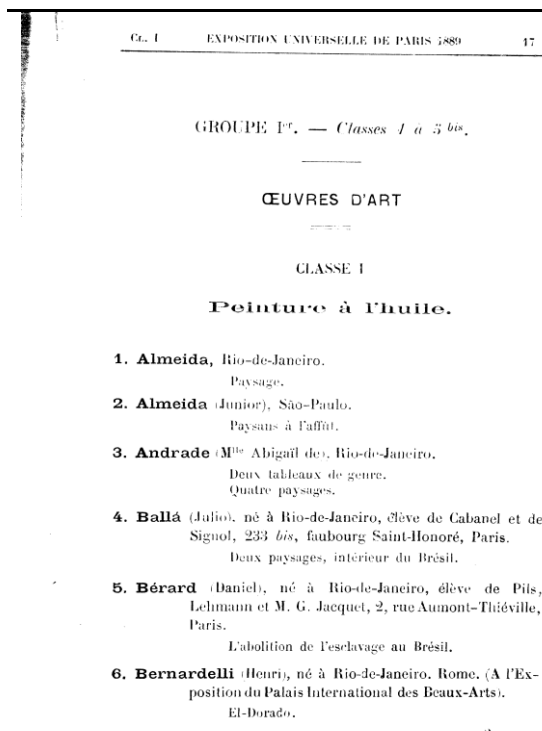 CL. I EXPOSITION UNIVERSELLE DE PARIS 1889 17
GROUPE Ier. — Classes 1 à 5 bis.
ŒUVRES D'ART
CLASSE I
Peinture à l'huile.
1. Almeida, Rio-de-Janeiro.
Paysage.
2. Almeida (Junior), São-Paulo.
Paysans à l'affût.
3. Andrade (Mlle Abigaïl de), Rio-de-Janeiro.
Deux tableaux de genre.
Quatre paysages.
4. Ballá (Julio), né à Rio-de-Janeiro, élève de Cabanel et de
Signol, 233 bis, faubourg Saint-Honoré, Paris.
Deux paysages, intérieur du Brésil.
5. Bérard (Daniel), né à Rio-de-Janeiro, élève de Pils,
Lehmann et M. G. Jacquet, 2, rue Aumont-Thiéville,
Paris.
L'abolition de l'esclavage au Brésil.
6. Bernardelli (Henri), né à Rio-de-Janeiro. Rome. (A l'Ex-
position du Palais International des Beaux-Arts).
El-Dorado.